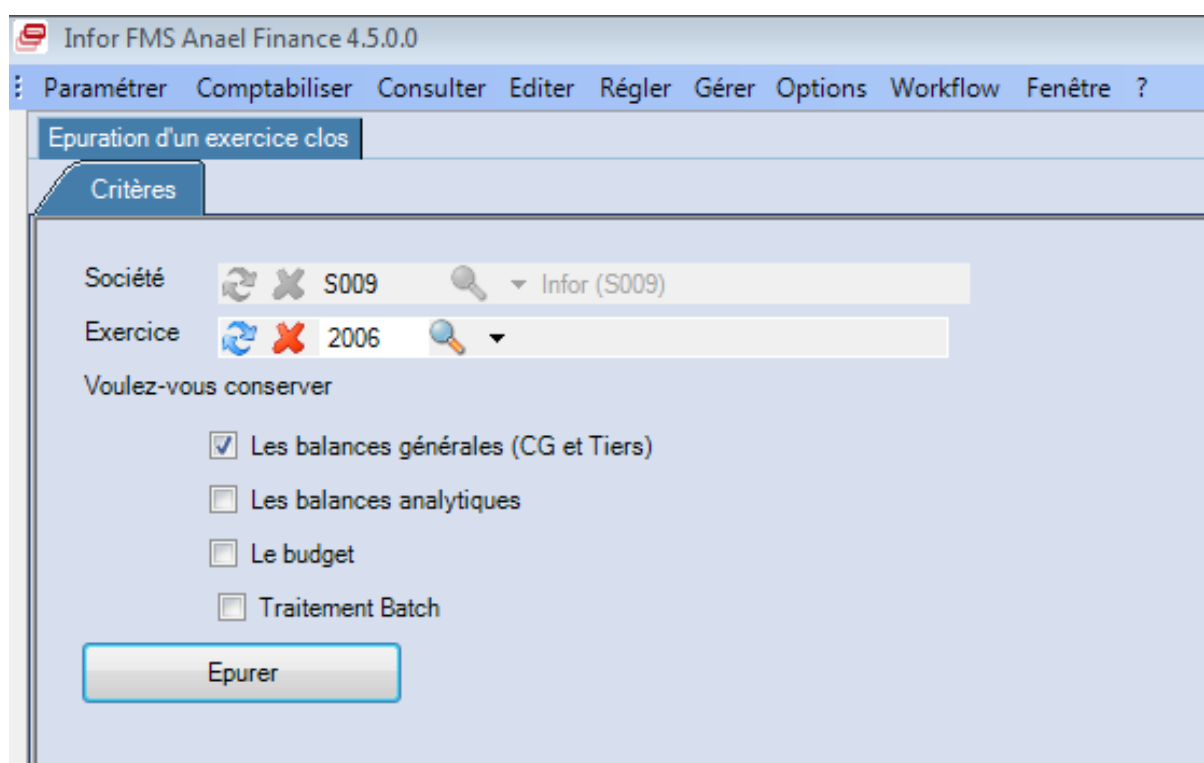 Infor FMS Anael Finance 4.5.0.0
Paramétrer Comptabiliser Consulter Editer Régler Gérer Options Workflow Fenêtre ?
Epuration d'un exercice clos
Critères
Société S009 Infor (S009)
Exercice 2006
Voulez-vous conserver
Les balances générales (CG et Tiers)
Les balances analytiques
Le budget
Traitement Batch
Epurer